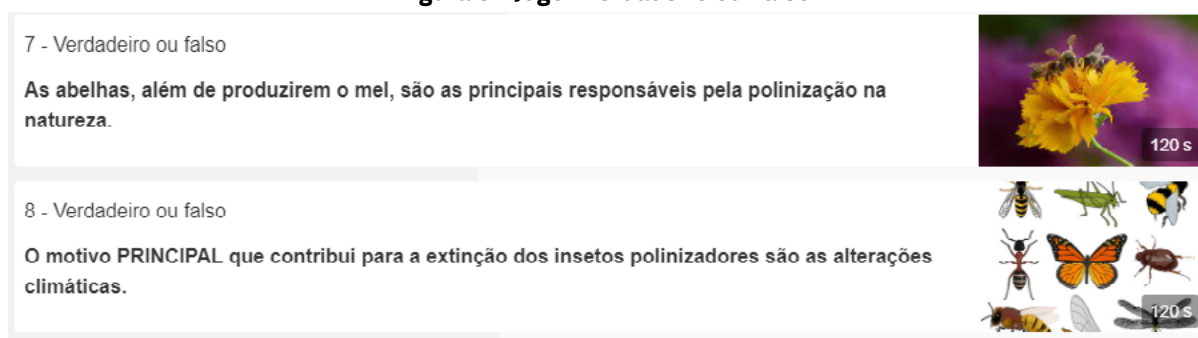 7 - Verdadeiro ou falso
As abelhas, além de produzirem o mel, são as principais responsáveis pela polinização na
natureza.
120 s
8 - Verdadeiro ou falso
O motivo PRINCIPAL que contribui para a extinção dos insetos polinizadores são as alterações
climáticas.
120 s